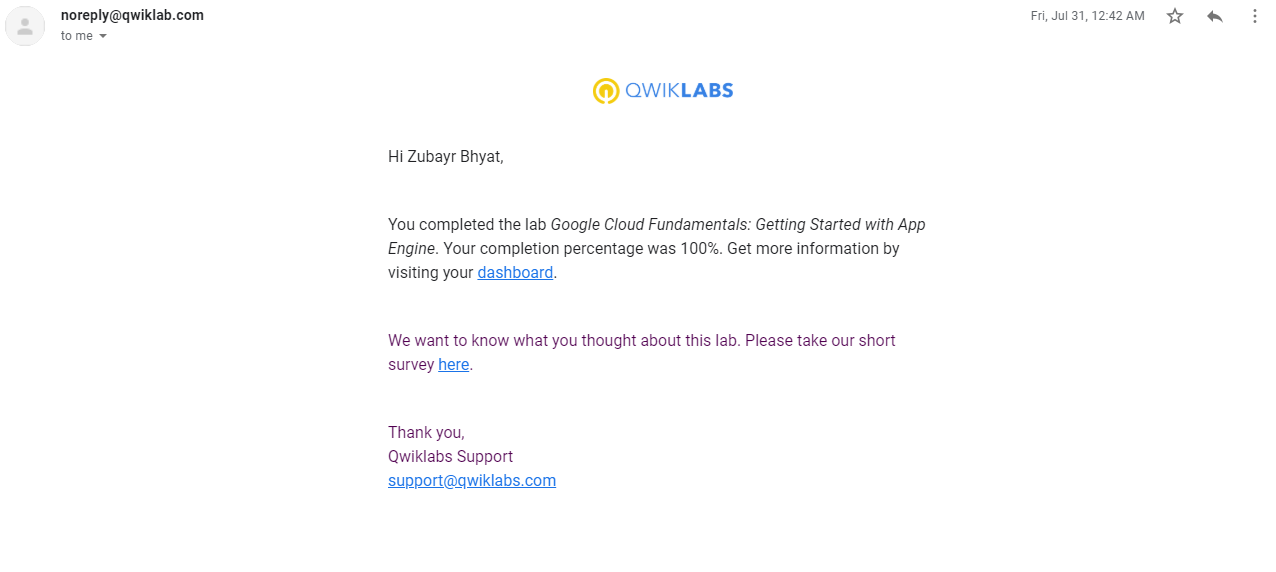 noreply@qwiklab.com
Fri, Jul 31, 12:42 AM
to me
QWIKLABS
Hi Zubayr Bhyat,
You completed the lab Google Cloud Fundamentals: Getting Started with App
Engine. Your completion percentage was 100%. Get more information by
visiting your dashboard.
We want to know what you thought about this lab. Please take our short
survey here.
Thank you,
Qwiklabs Support
support@qwiklabs.com